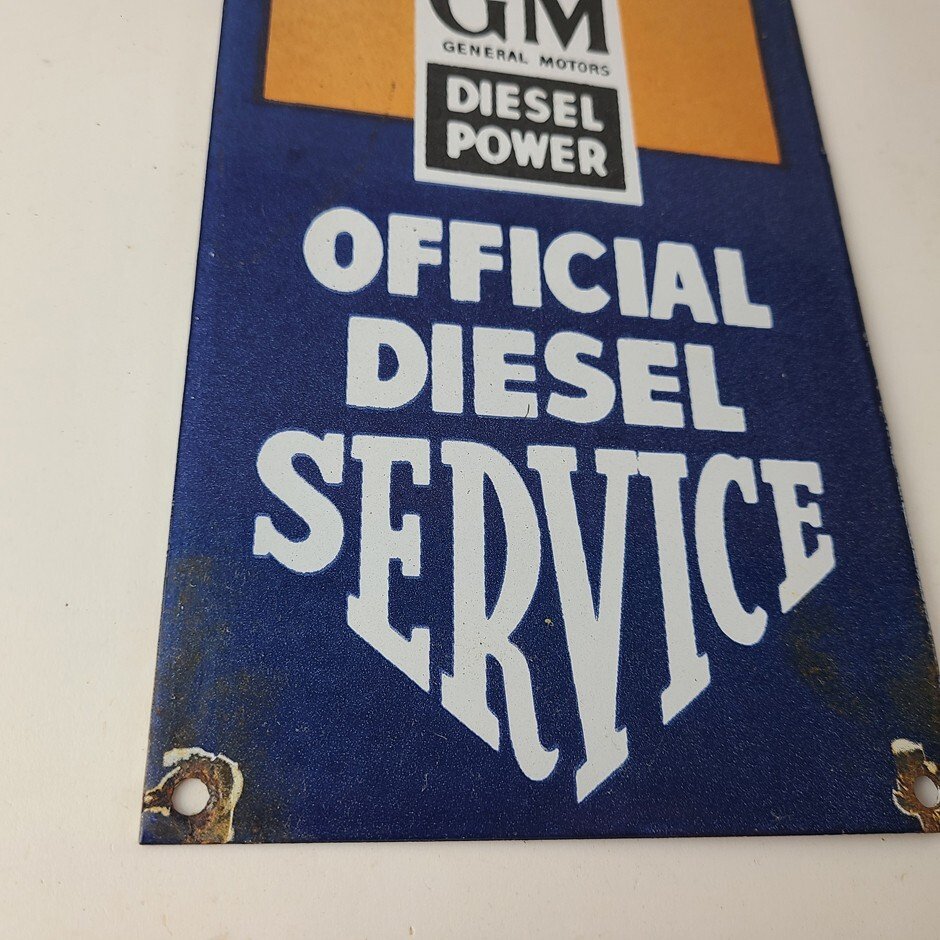 GM
GENERAL MOTORS
DIESEL
POWER
OFFICIAL
DIESEL
SERVICE